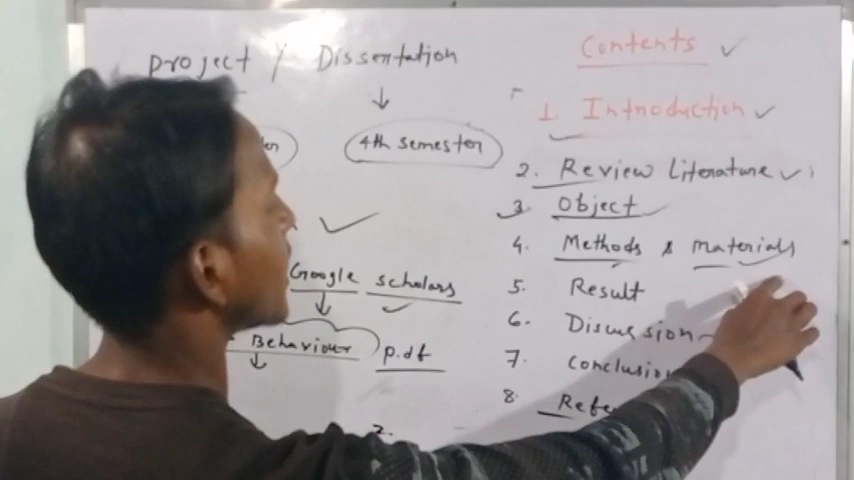 Project / Dissertation
4th semester
Google scholars
Behaviour p.df
2.
Contents
1. Introduction
2. Review Literature
3 Object
4. Methods & materials
5. Result
6. Discussion
7. Conclusion
8.